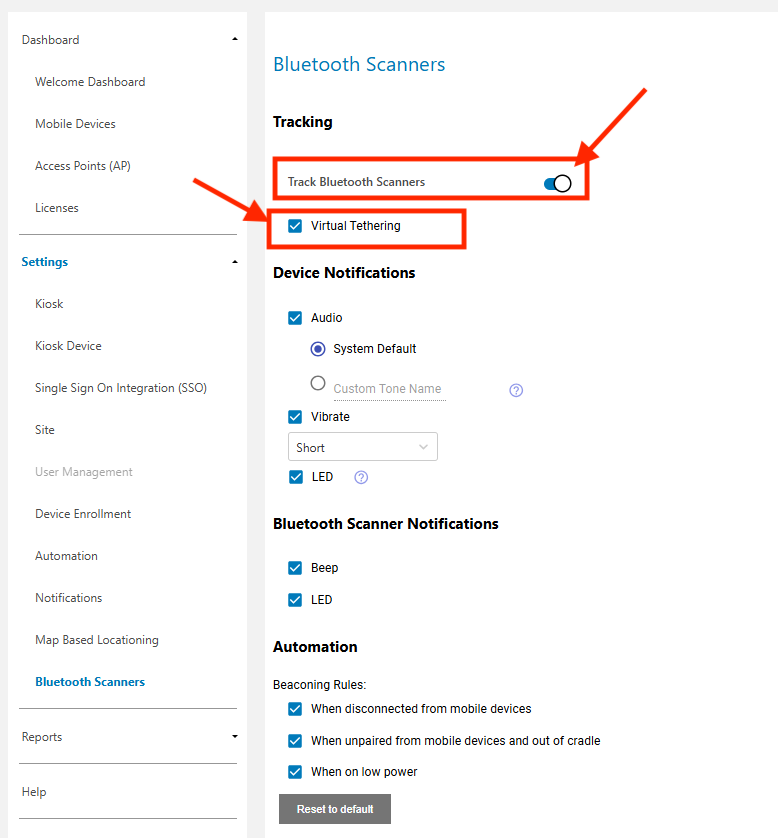 Dashboard
Welcome Dashboard
Mobile Devices
Access Points (AP)
Licenses
Settings
Kiosk
Kiosk Device
Single Sign On Integration (SSO)
Site
User Management
Device Enrollment
Automation
Notifications
Map Based Locationing
Bluetooth Scanners
Reports
Help
Bluetooth Scanners
Tracking
Track Bluetooth Scanners
Virtual Tethering
Device Notifications
Audio
System Default
Custom Tone Name
?
Vibrate
Short
LED ?
Bluetooth Scanner Notifications
Beep
LED
Automation
Beaconing Rules:
When disconnected from mobile devices
When unpaired from mobile devices and out of cradle
When on low power
Reset to default